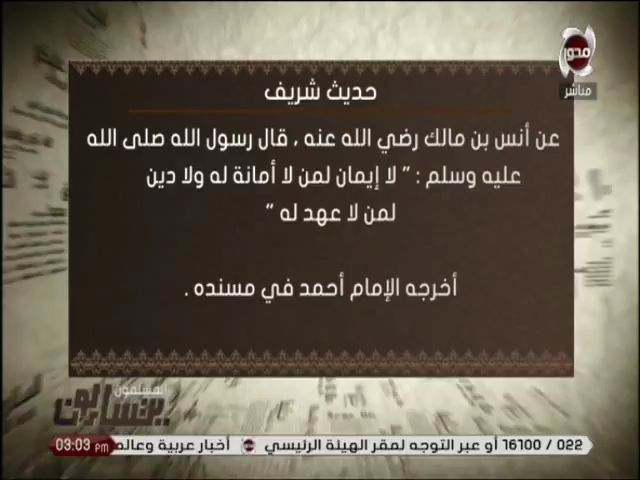 محور
مباشر
حديث شريف
عن أنس بن مالك رضي الله عنه ، قال رسول الله صلى الله
عليه وسلم : " لا إيمان لمن لا أمانة له ولا دين
لمن لا عهد له "
أخرجه الإمام أحمد في مسنده .
المسلمون
يتساءلون
022 / 16100 أو عبر التوجه لمقر الهيئة الرئيسي أخبار عربية وعالم
03:03 PM